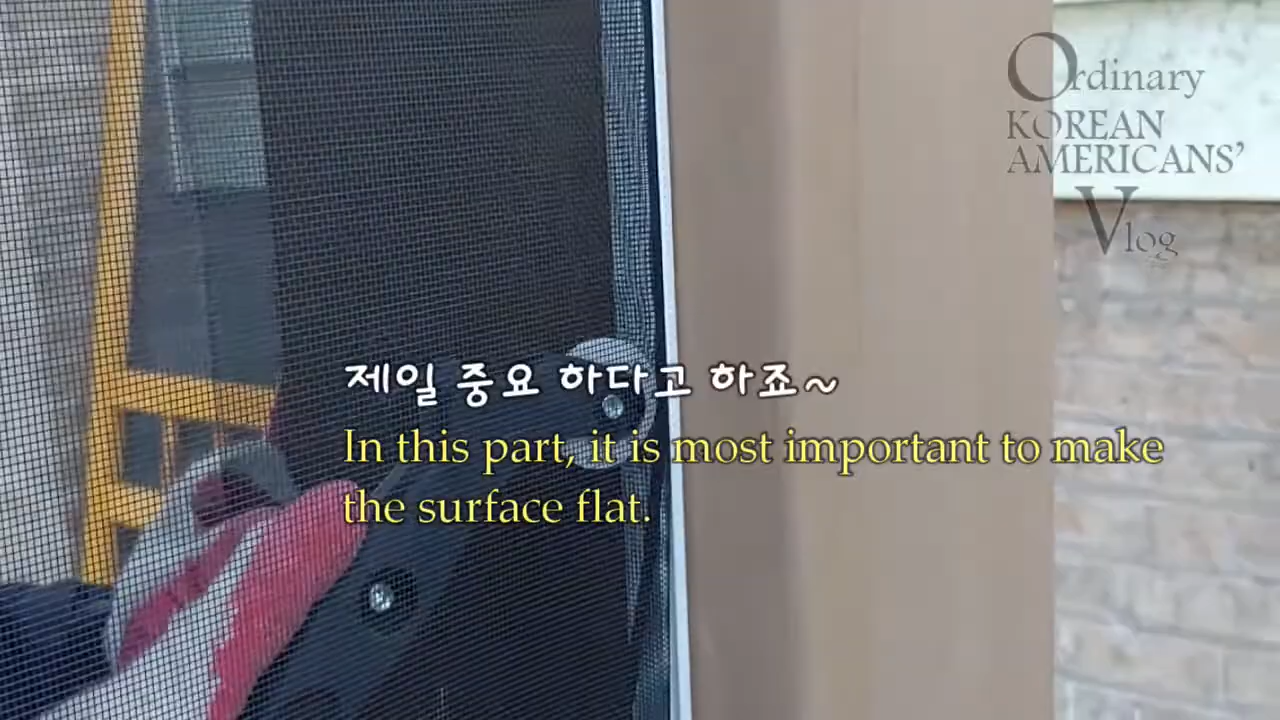 Ordinary
KOREAN
AMERICANS'
Vlog
제일 중요 하다고 하죠~
In this part, it is most important to make
the surface flat.